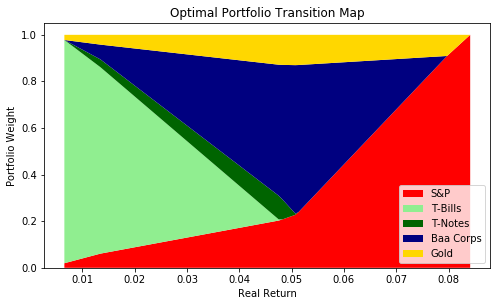 Optimal Portfolio Transition Map
Portfolio Weight
1.0
0.8
0.6
0.4
0.2
0.0
S&P
T-Bills
T-Notes
Baa Corps
Gold
0.01 0.02 0.03 0.04 0.05 0.06 0.07 0.08
Real Return